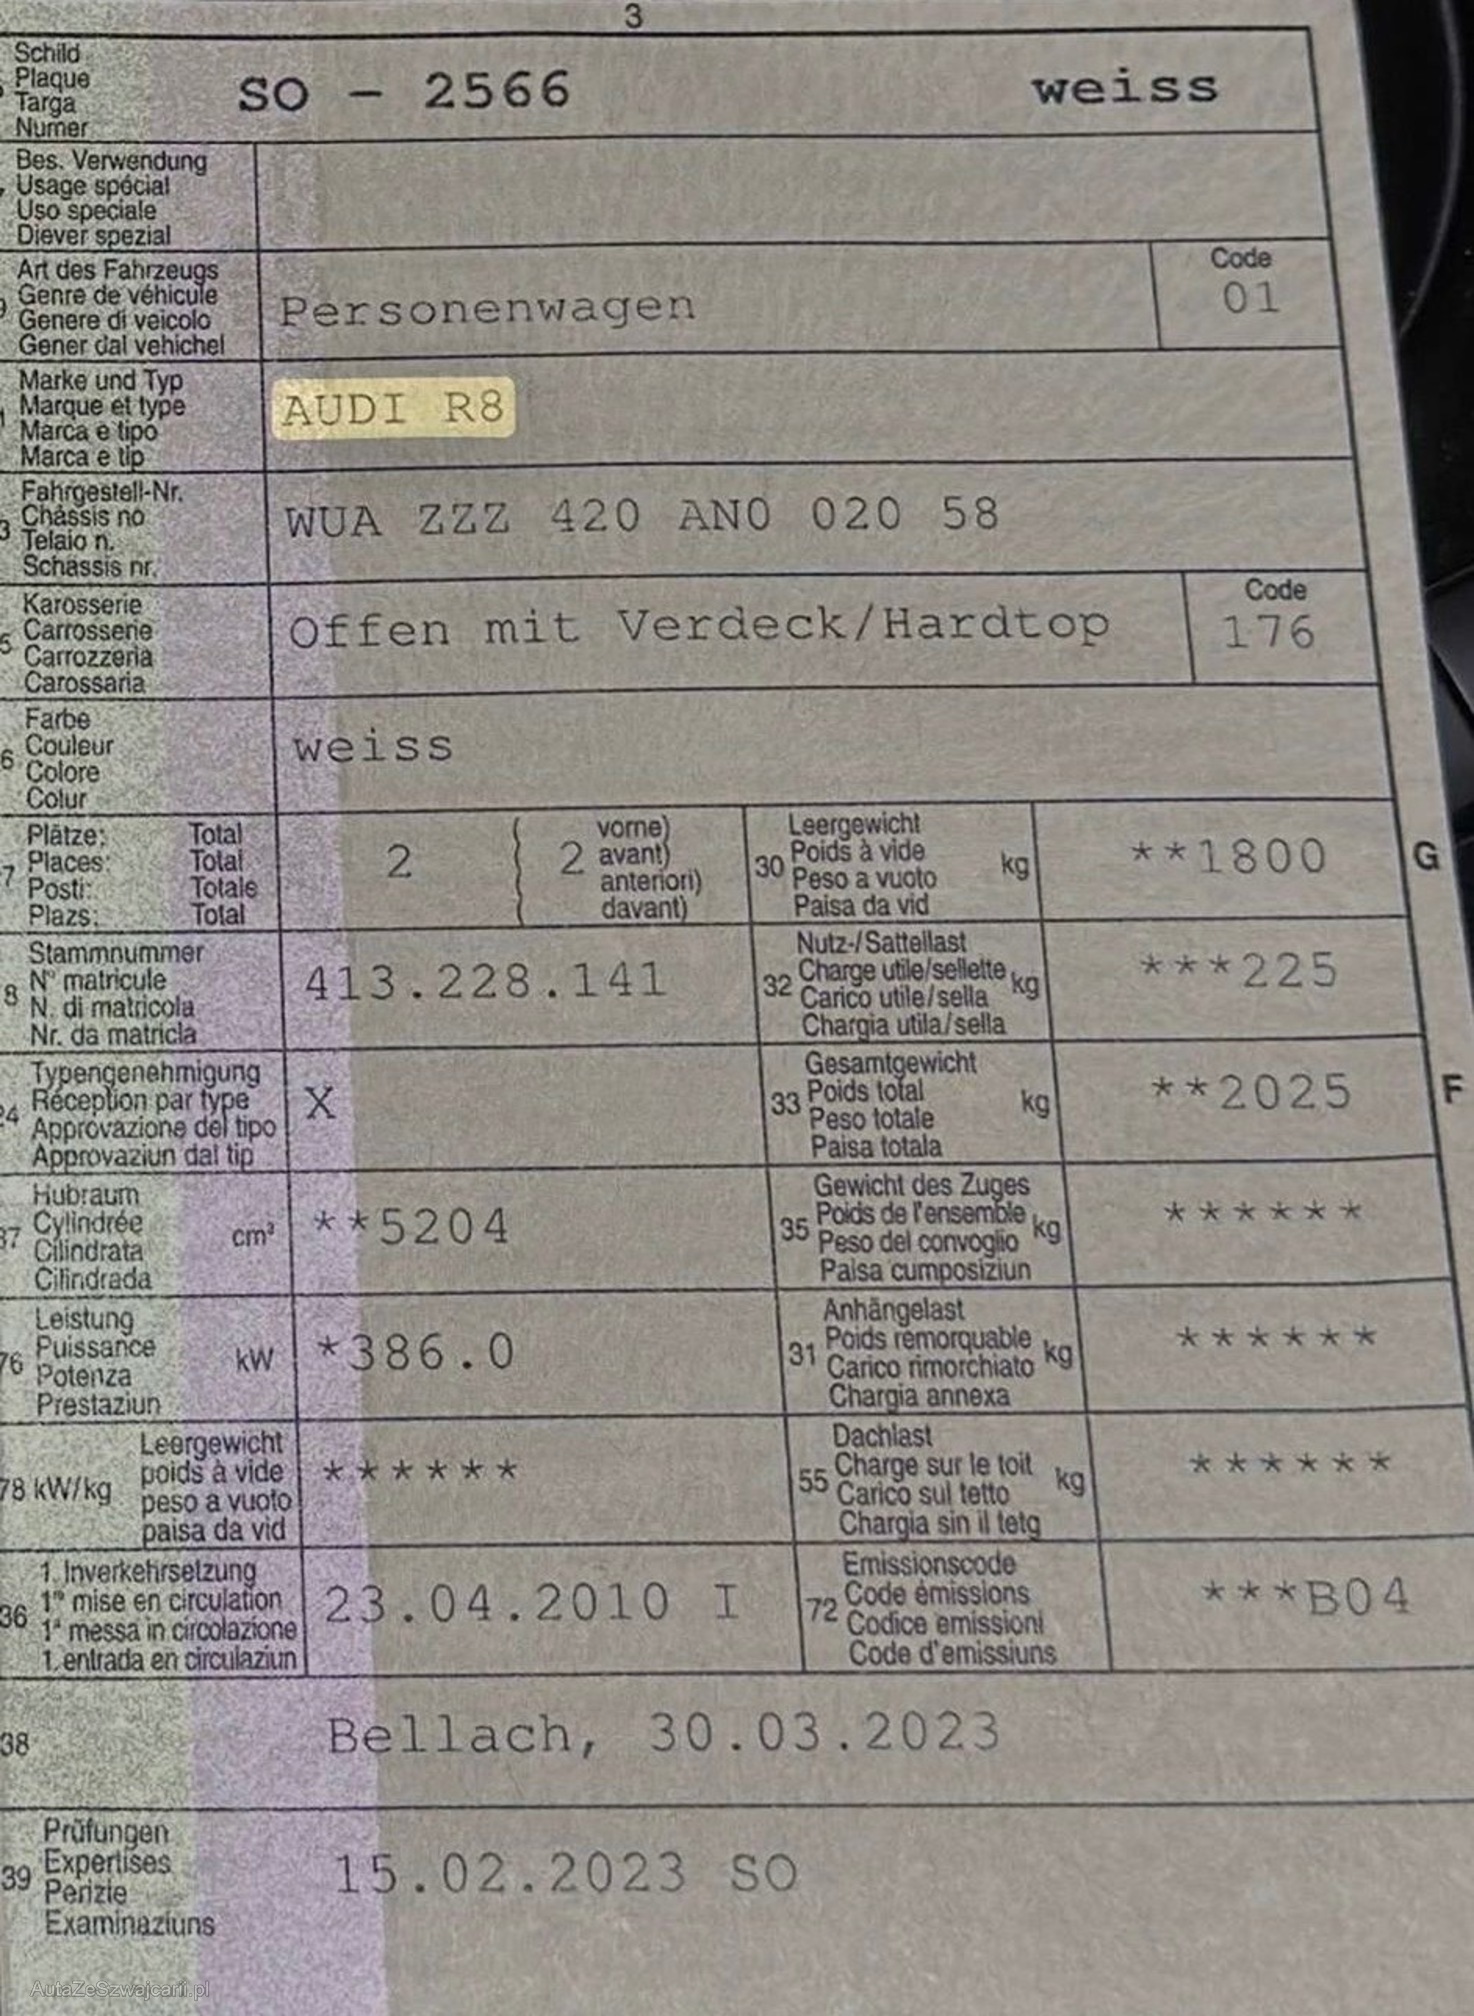 3
Schild
Plaque
Targa
Numer
SO - 2566 weiss
Bes. Verwendung
Usage spécial
Uso speciale
Diever spezial
Art des Fahrzeugs
Genre de véhicule
Genere di veicolo
Gener dal vehichel
Personenwagen
Code
01
Marke und Typ
Marque et type
Marca e tipo
Marca e tip
AUDI R8
Fahrgestell-Nr.
Châssis no
Telaio n.
Schassis nr.
WUA ZZZ 420 AN0 020 58
Karosserie
Carrosserie
Carrozzeria
Carossaria
Offen mit Verdeck/Hardtop
Code
176
Farbe
Couleur
Colore
Colur
weiss
Plätze: Total
Places: Total
Posti: Totale
Plazs: Total
2 { 2
vorne)
avant)
anteriori)
davant)
30
Leergewicht
Poids à vide
Peso a vuoto
Paisa da vid
kg
**1800
G
Stammnummer
N° matricule
N. di matricola
Nr. da matricla
413.228.141
32
Nutz-/Sattellast
Charge utile/sellette
Carico utile/sella
Chargia utila/sella
kg
***225
Typengenehmigung
Réception par type
Approvazione del tipo
Approvaziun dal tip
X
33
Gesamtgewicht
Poids total
Peso totale
Paisa totala
kg
**2025
F
Hubraum
Cylindrée
Cilindrata
Cilindrada
cm³
**5204
35
Gewicht des Zuges
Poids de l'ensemble
Peso del convoglio
Paisa cumposiziun
kg
******
Leistung
Puissance
Potenza
Prestaziun
kW
*386.0
31
Anhängelast
Poids remorquable
Carico rimorchiato
Chargia annexa
kg
******
78 kW/kg
Leergewicht
poids à vide
peso a vuoto
paisa da vid
******
55
Dachlast
Charge sur le toit
Carico sul tetto
Chargia sin il tetg
kg
******
36
1. Inverkehrsetzung
1re mise en circulation
1a messa in circolazione
1. entrada en circulaziun
23.04.2010 I
72
Emissionscode
Code émissions
Codice emissioni
Code d'emissiuns
***B04
38
Bellach, 30.03.2023
39
Prüfungen
Expertises
Perizie
Examinaziuns
15.02.2023 SO
AutaZeSzwajcarii.pl